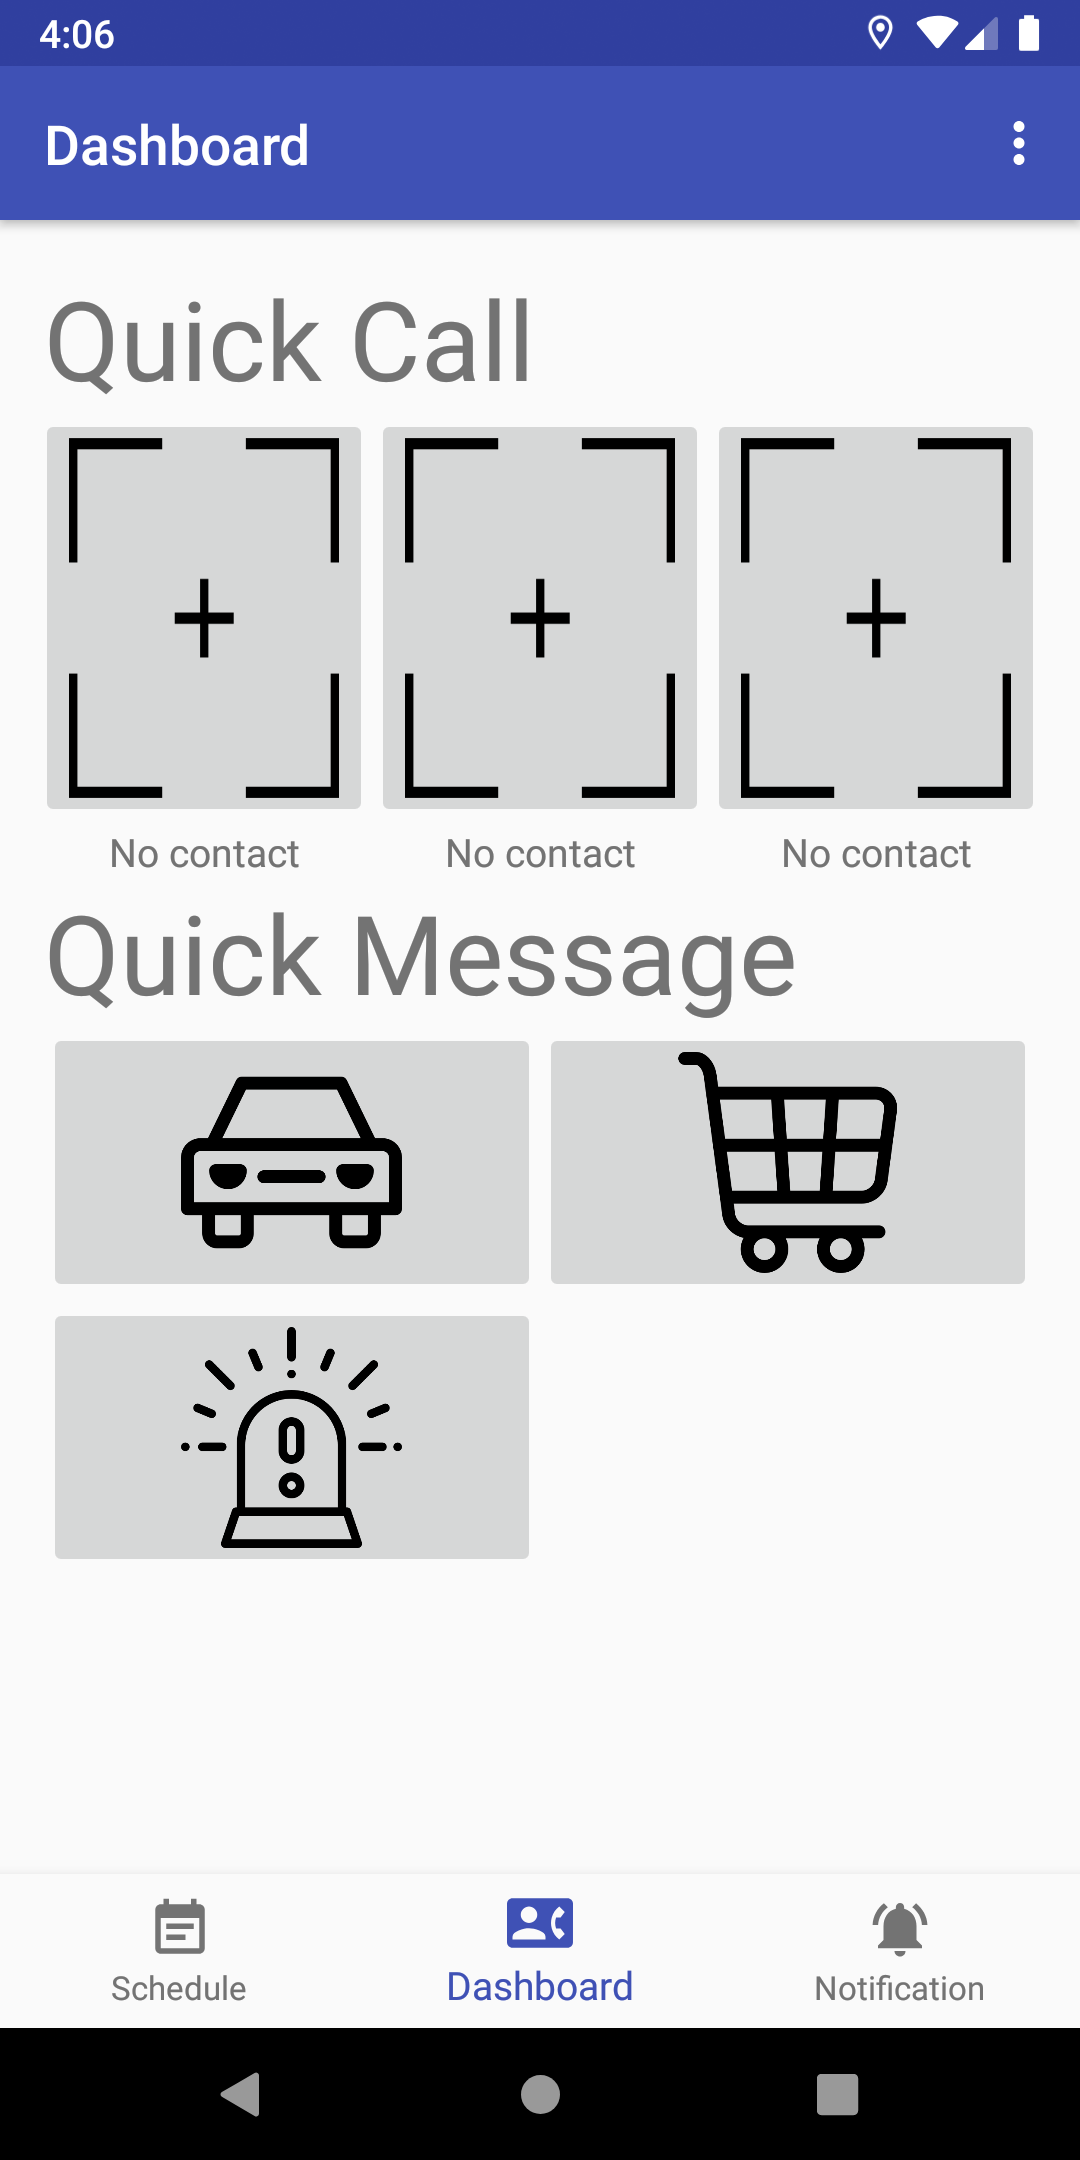 4:06
Dashboard
Quick Call
No contact No contact No contact
Quick Message
Schedule Dashboard Notification